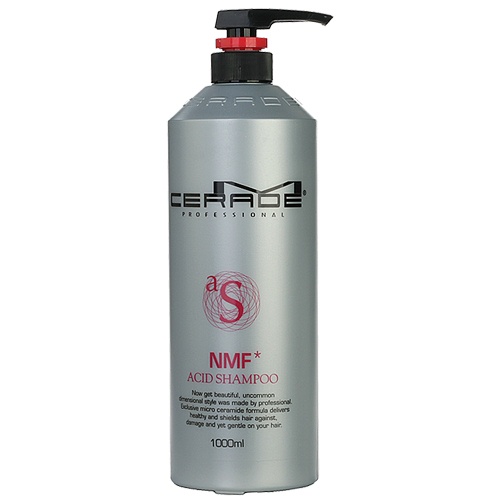 CERADE
M
CERADE®
PROFESSIONAL
aS
NMF*
ACID SHAMPOO
Now get beautiful, uncommon
dimensional style was made by professional.
Exclusive micro ceramide formula delivers
healthy and shields hair against,
damage and yet gentle on your hair.
1000ml